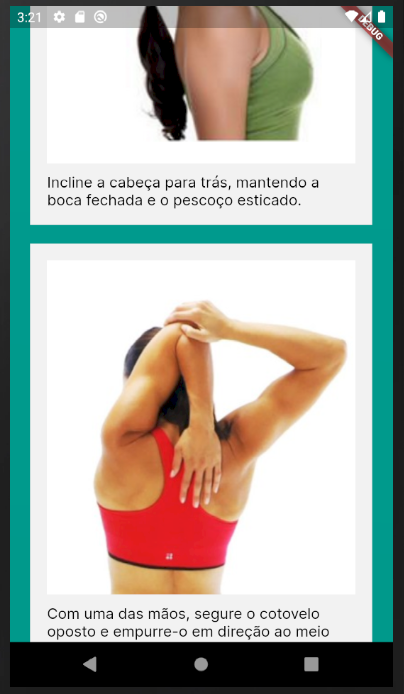 3:21
DEBUG
Incline a cabeça para trás, mantendo a
boca fechada e o pescoço esticado.
Com uma das mãos, segure o cotovelo
oposto e empurre-o em direção ao meio